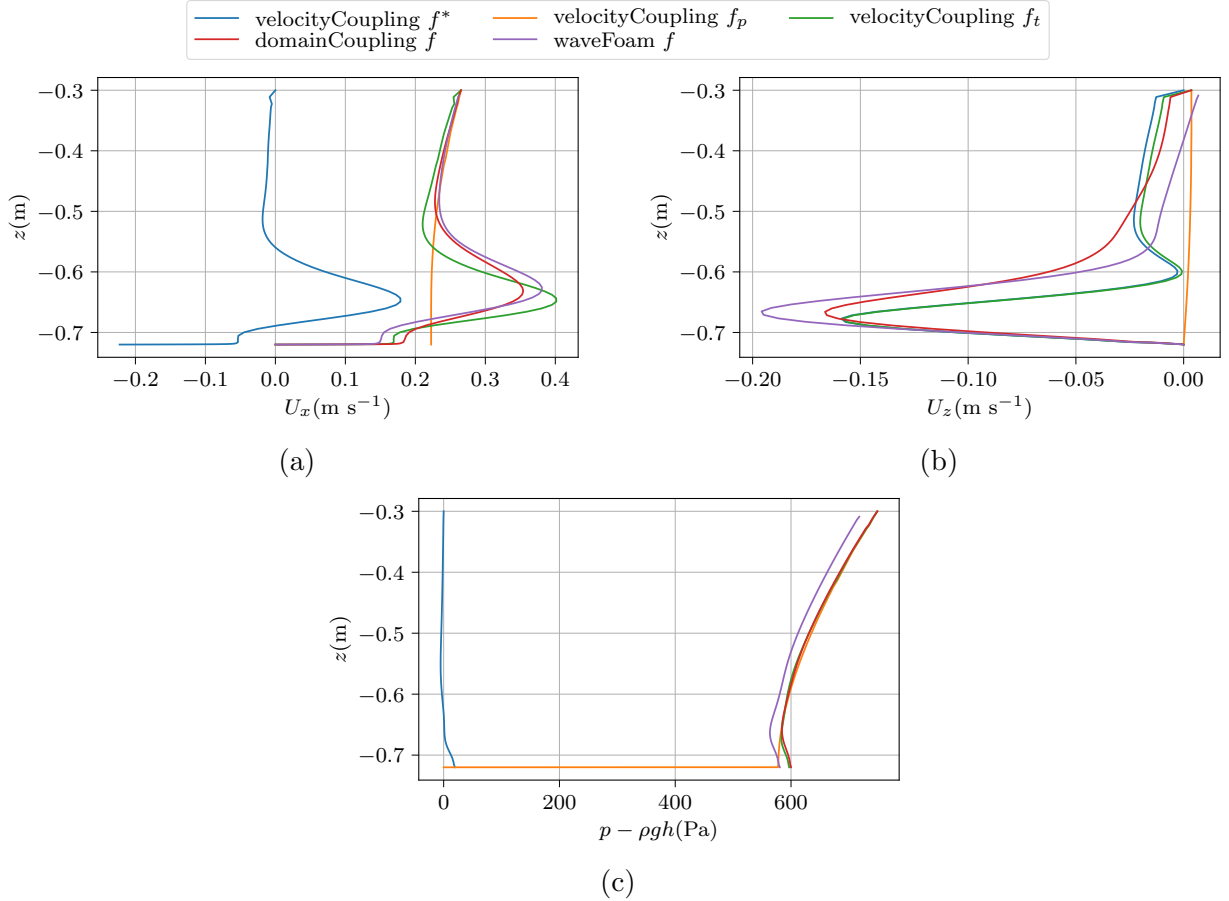 velocityCoupling f* velocityCoupling f_p velocityCoupling f_t
domainCoupling f waveFoam f
−0.3
−0.4
−0.5
−0.6
−0.7
z(m)
−0.2 −0.1 0.0 0.1 0.2 0.3 0.4
U_x(m s⁻¹)
(a)
−0.3
−0.4
−0.5
−0.6
−0.7
z(m)
−0.20 −0.15 −0.10 −0.05 0.00
U_z(m s⁻¹)
(b)
−0.3
−0.4
−0.5
−0.6
−0.7
z(m)
0 200 400 600
p − ρgh(Pa)
(c)